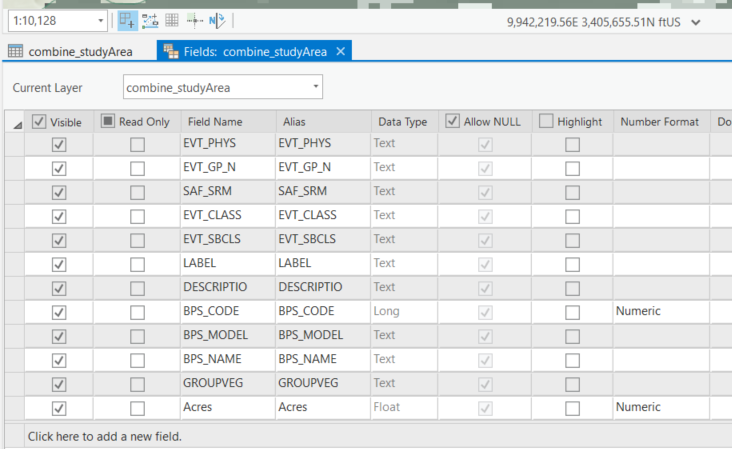 1:10,128
9,942,219.56E 3,405,655.51N ftUS
combine_studyArea Fields: combine_studyArea
Current Layer combine_studyArea
Visible Read Only Field Name Alias Data Type Allow NULL Highlight Number Format Do
EVT_PHYS EVT_PHYS Text
EVT_GP_N EVT_GP_N Text
SAF_SRM SAF_SRM Text
EVT_CLASS EVT_CLASS Text
EVT_SBCLS EVT_SBCLS Text
LABEL LABEL Text
DESCRIPTIO DESCRIPTIO Text
BPS_CODE BPS_CODE Long Numeric
BPS_MODEL BPS_MODEL Text
BPS_NAME BPS_NAME Text
GROUPVEG GROUPVEG Text
Acres Acres Float Numeric
Click here to add a new field.